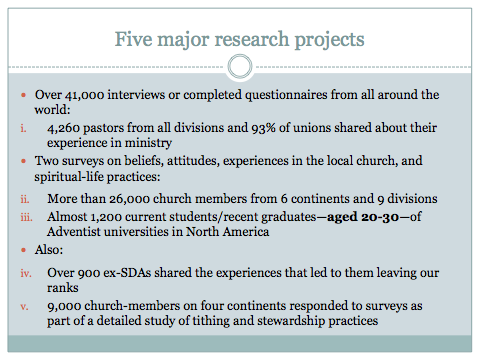 Five major research projects
• Over 41,000 interviews or completed questionnaires from all around the
world:
i. 4,260 pastors from all divisions and 93% of unions shared about their
experience in ministry
• Two surveys on beliefs, attitudes, experiences in the local church, and
spiritual-life practices:
ii. More than 26,000 church members from 6 continents and 9 divisions
iii. Almost 1,200 current students/recent graduates—aged 20-30—of
Adventist universities in North America
• Also:
iv. Over 900 ex-SDAs shared the experiences that led to them leaving our
ranks
v. 9,000 church-members on four continents responded to surveys as
part of a detailed study of tithing and stewardship practices